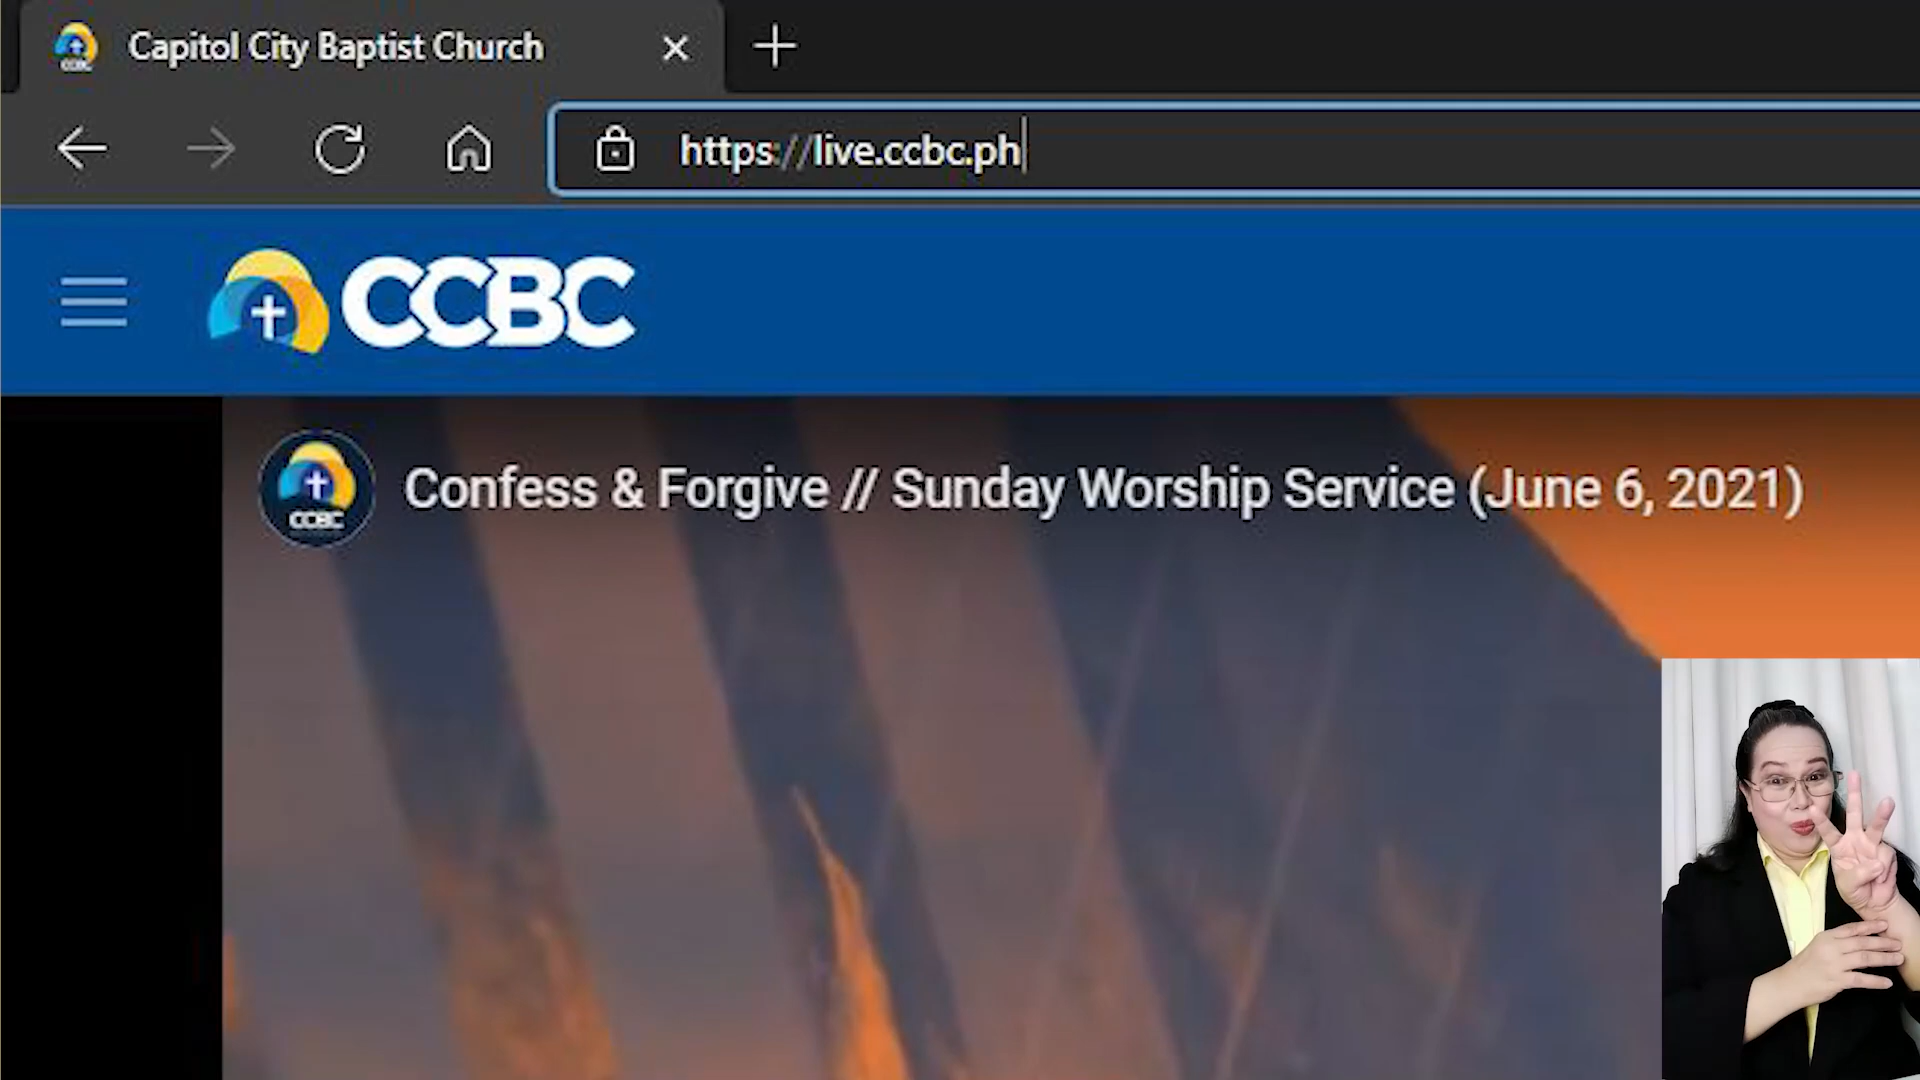 Capitol City Baptist Church
https://live.ccbc.ph
CCBC
CCBC
Confess & Forgive // Sunday Worship Service (June 6, 2021)